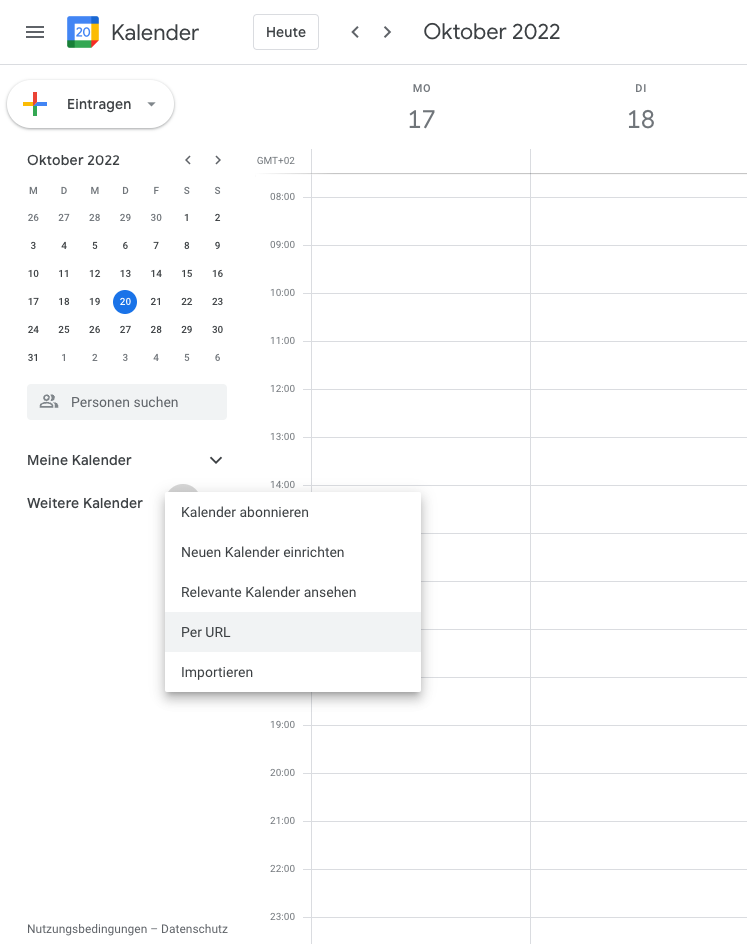 20
Kalender
Heute
Oktober 2022
Eintragen
MO
17
DI
18
Oktober 2022
M D M D F S S
26 27 28 29 30 1 2
3 4 5 6 7 8 9
10 11 12 13 14 15 16
17 18 19 20 21 22 23
24 25 26 27 28 29 30
31 1 2 3 4 5 6
Personen suchen
Meine Kalender
Weitere Kalender
Kalender abonnieren
Neuen Kalender einrichten
Relevante Kalender ansehen
Per URL
Importieren
GMT+02
08:00
09:00
10:00
11:00
12:00
13:00
14:00
19:00
20:00
21:00
22:00
23:00
Nutzungsbedingungen – Datenschutz